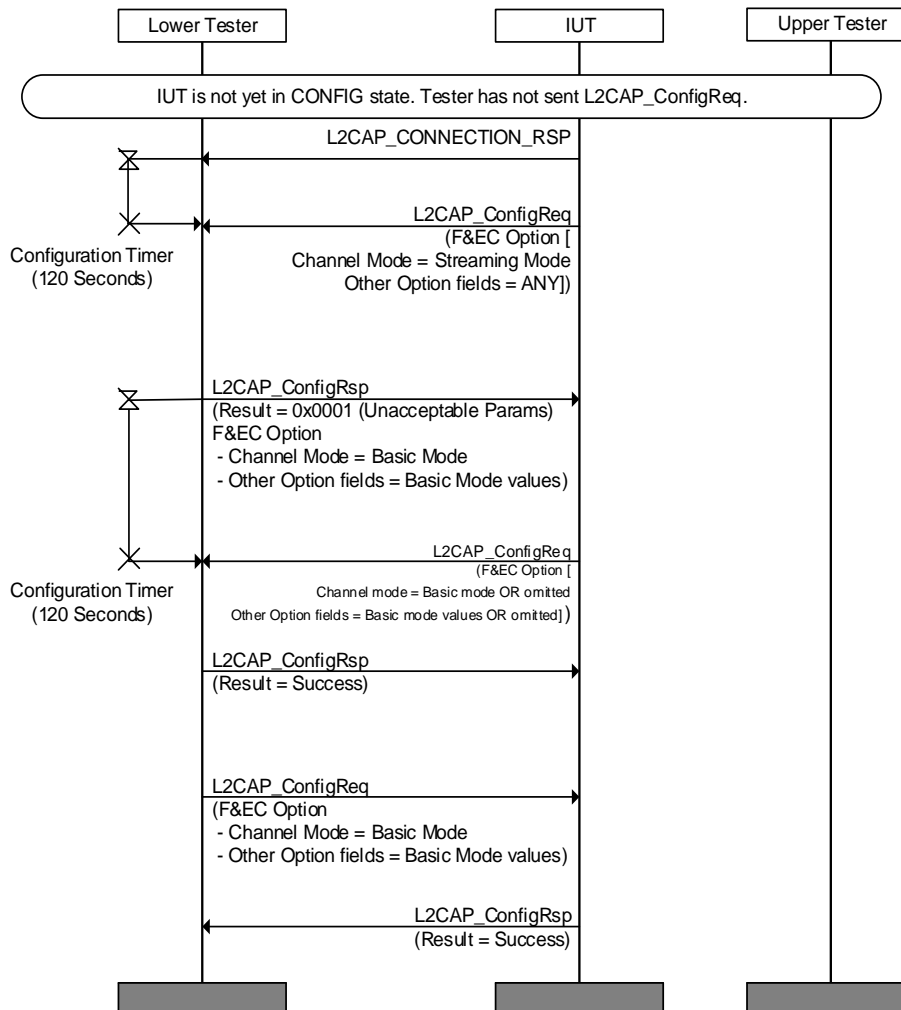 Lower Tester
IUT
Upper Tester
IUT is not yet in CONFIG state. Tester has not sent L2CAP_ConfigReq.
L2CAP_CONNECTION_RSP
L2CAP_ConfigReq
(F&EC Option [
Channel Mode = Streaming Mode
Other Option fields = ANY])
Configuration Timer
(120 Seconds)
L2CAP_ConfigRsp
(Result = 0x0001 (Unacceptable Params)
F&EC Option
- Channel Mode = Basic Mode
- Other Option fields = Basic Mode values)
L2CAP_ConfigReq
(F&EC Option [
Channel mode = Basic mode OR omitted
Other Option fields = Basic mode values OR omitted])
Configuration Timer
(120 Seconds)
L2CAP_ConfigRsp
(Result = Success)
L2CAP_ConfigReq
(F&EC Option
- Channel Mode = Basic Mode
- Other Option fields = Basic Mode values)
L2CAP_ConfigRsp
(Result = Success)